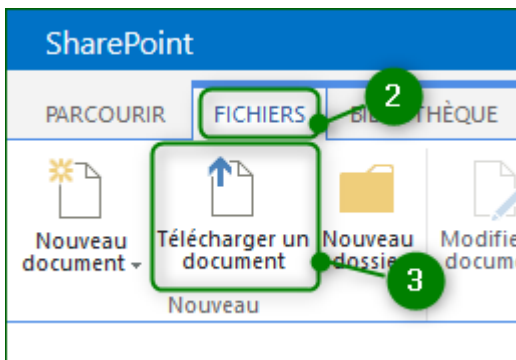 SharePoint
PARCOURIR FICHIERS 2
Nouveau document Télécharger un document Nouveau 3
Nouveau